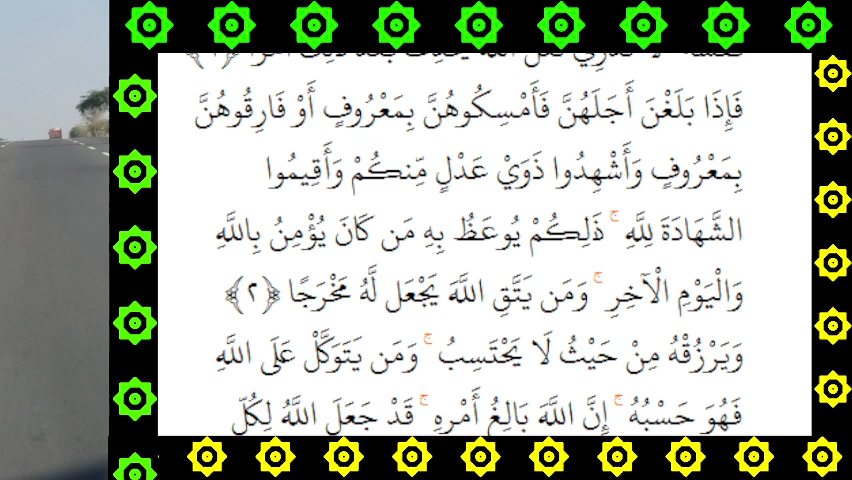 فَإِذَا بَلَغْنَ أَجَلَهُنَّ فَأَمْسِكُوهُنَّ بِمَعْرُوفٍ أَوْ فَارِقُوهُنَّ
بِمَعْرُوفٍ وَأَشْهِدُوا ذَوَيْ عَدْلٍ مِّنكُمْ وَأَقِيمُوا
الشَّهَادَةَ لِلَّهِ ۚ ذَلِكُمْ يُوعَظُ بِهِ مَن كَانَ يُؤْمِنُ بِاللَّهِ
وَالْيَوْمِ الْآخِرِ ۚ وَمَن يَتَّقِ اللَّهَ يَجْعَل لَّهُ مَخْرَجًا ﴿٢﴾
وَيَرْزُقْهُ مِنْ حَيْثُ لَا يَحْتَسِبُ ۚ وَمَن يَتَوَكَّلْ عَلَى اللَّهِ
فَهُوَ حَسْبُهُ ۚ إِنَّ اللَّهَ بَالِغُ أَمْرِهِ ۚ قَدْ جَعَلَ اللَّهُ لِكُلِّ